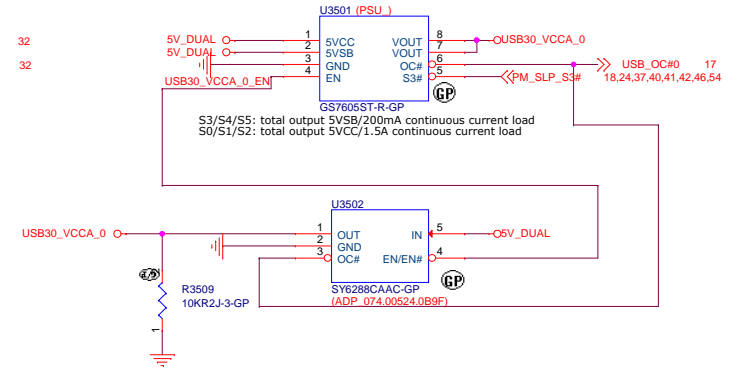 U3501 (PSU_)
32 5V_DUAL 1 5VCC VOUT 8 USB30_VCCA_0
5V_DUAL 2 5VSB VOUT 7
32 3 GND OC# 6 USB_OC#0 17
USB30_VCCA_0_EN 4 EN S3# 5 PM_SLP_S3# 18,24,37,40,41,42,46,54
GP
GS7605ST-R-GP
S3/S4/S5: total output 5VSB/200mA continuous current load
S0/S1/S2: total output 5VCC/1.5A continuous current load
U3502
USB30_VCCA_0 1 OUT IN 5 5V_DUAL
2 GND
3 OC# EN/EN# 4
GP
R3509
10KR2J-3-GP
1
SY6288CAAC-GP
(ADP_074.00524.0B9F)